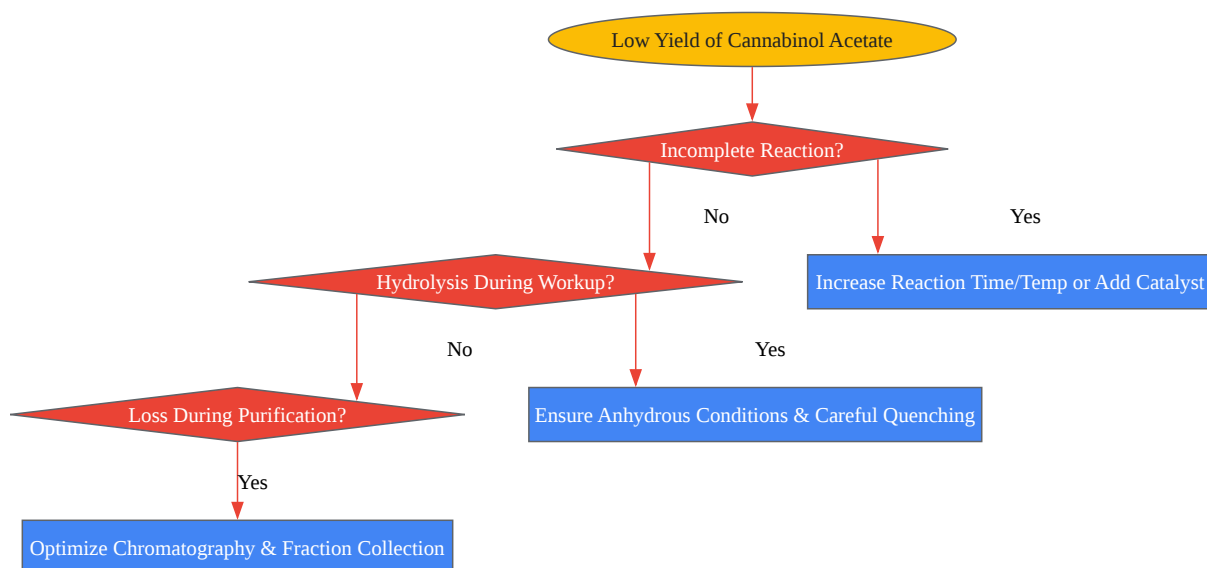 Low Yield of Cannabinol Acetate
Incomplete Reaction?
No
Yes
Hydrolysis During Workup?
Increase Reaction Time/Temp or Add Catalyst
No
Yes
Loss During Purification?
Ensure Anhydrous Conditions & Careful Quenching
Yes
Optimize Chromatography & Fraction Collection